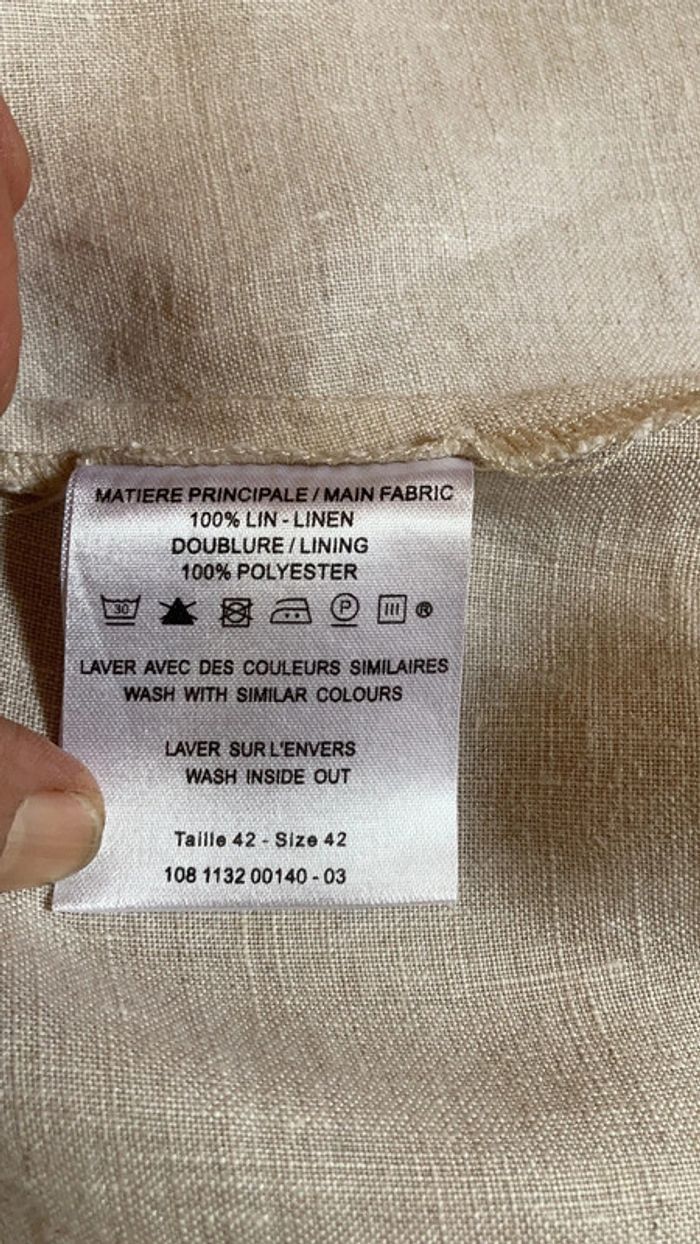 MATIERE PRINCIPALE / MAIN FABRIC
100% LIN - LINEN
DOUBLURE / LINING
100% POLYESTER
30 P ®
LAVER AVEC DES COULEURS SIMILAIRES
WASH WITH SIMILAR COLOURS
LAVER SUR L'ENVERS
WASH INSIDE OUT
Taille 42 - Size 42
108 1132 00140 - 03